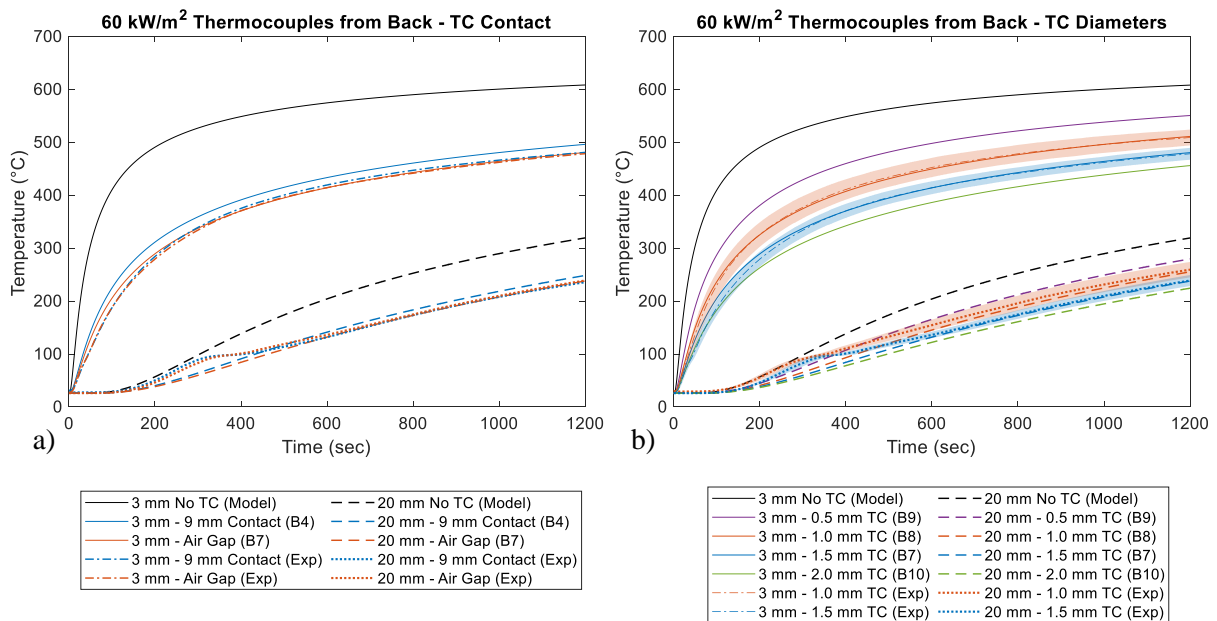 60 kW/m² Thermocouples from Back - TC Contact
700
600
500
400
300
200
100
0
Temperature (°C)
0 200 400 600 800 1000 1200
Time (sec)
a)
3 mm No TC (Model) 20 mm No TC (Model)
3 mm - 9 mm Contact (B4) 20 mm - 9 mm Contact (B4)
3 mm - Air Gap (B7) 20 mm - Air Gap (B7)
3 mm - 9 mm Contact (Exp) 20 mm - 9 mm Contact (Exp)
3 mm - Air Gap (Exp) 20 mm - Air Gap (Exp)
60 kW/m² Thermocouples from Back - TC Diameters
700
600
500
400
300
200
100
0
Temperature (°C)
0 200 400 600 800 1000 1200
Time (sec)
b)
3 mm No TC (Model) 20 mm No TC (Model)
3 mm - 0.5 mm TC (B9) 20 mm - 0.5 mm TC (B9)
3 mm - 1.0 mm TC (B8) 20 mm - 1.0 mm TC (B8)
3 mm - 1.5 mm TC (B7) 20 mm - 1.5 mm TC (B7)
3 mm - 2.0 mm TC (B10) 20 mm - 2.0 mm TC (B10)
3 mm - 1.0 mm TC (Exp) 20 mm - 1.0 mm TC (Exp)
3 mm - 1.5 mm TC (Exp) 20 mm - 1.5 mm TC (Exp)